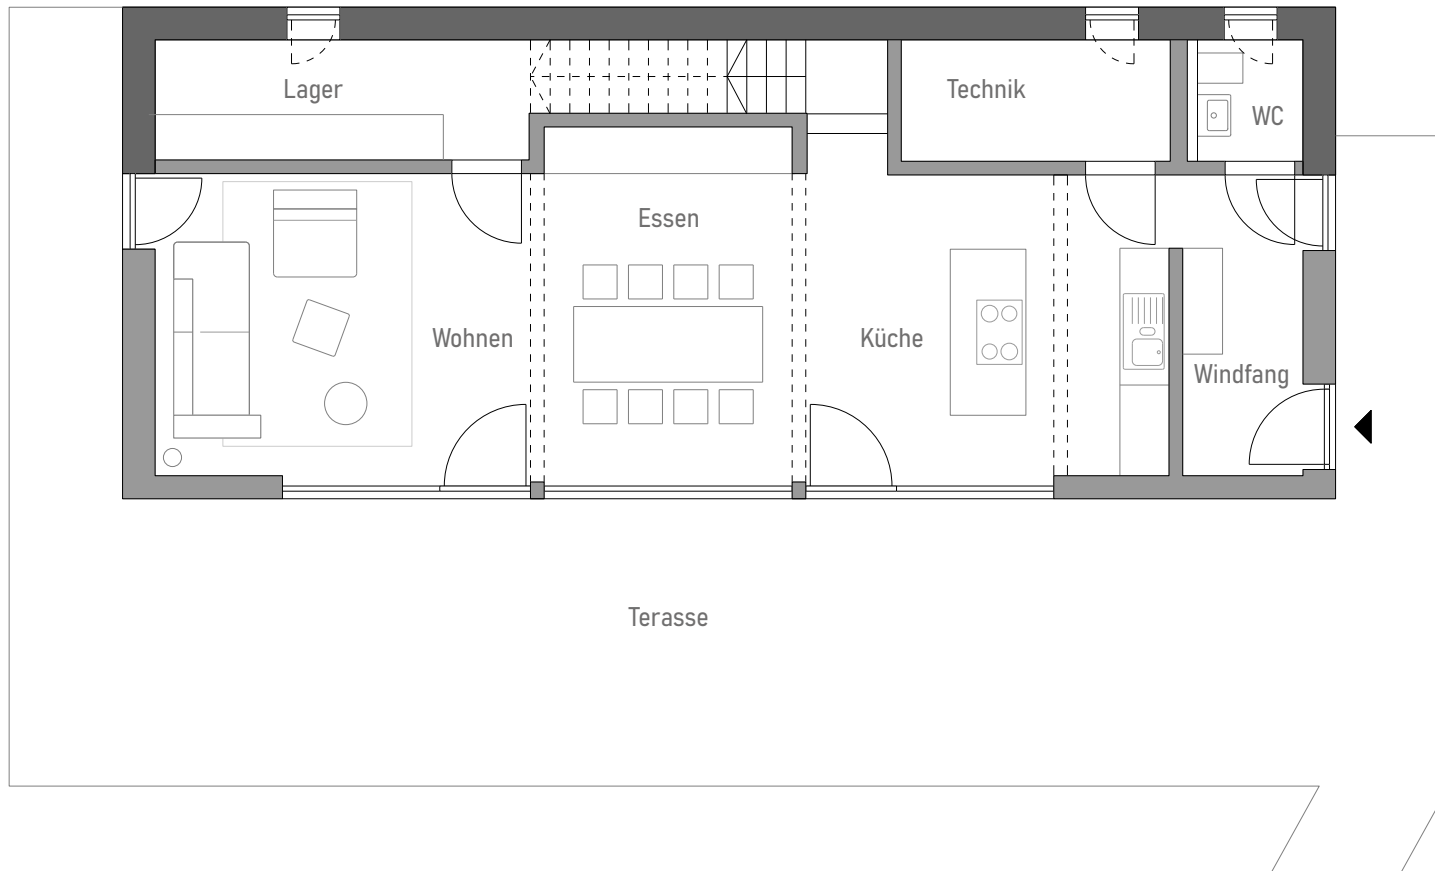 Lager
Technik
WC
Essen
Wohnen
Küche
Windfang
Terasse